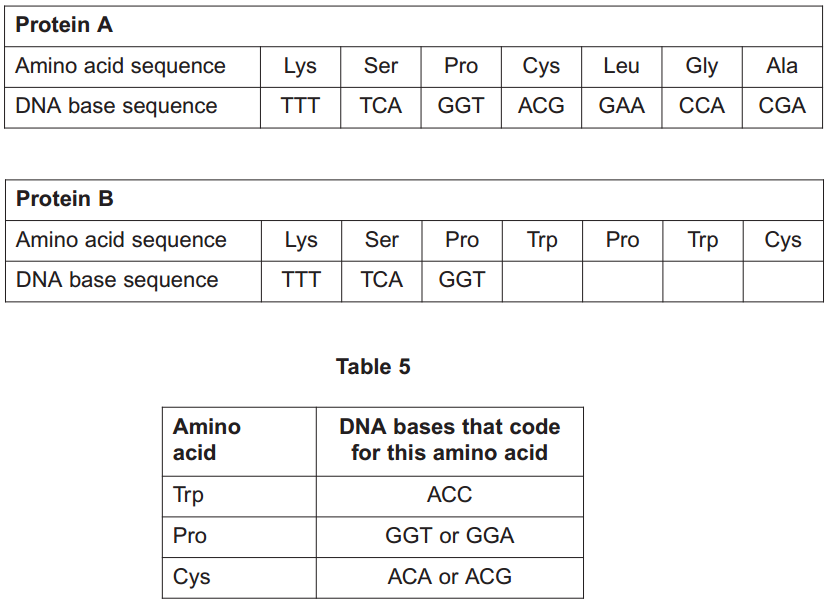 Protein A
Amino acid sequence Lys Ser Pro Cys Leu Gly Ala
DNA base sequence TTT TCA GGT ACG GAA CCA CGA
Protein B
Amino acid sequence Lys Ser Pro Trp Pro Trp Cys
DNA base sequence TTT TCA GGT
Table 5
Amino acid DNA bases that code for this amino acid
Trp ACC
Pro GGT or GGA
Cys ACA or ACG